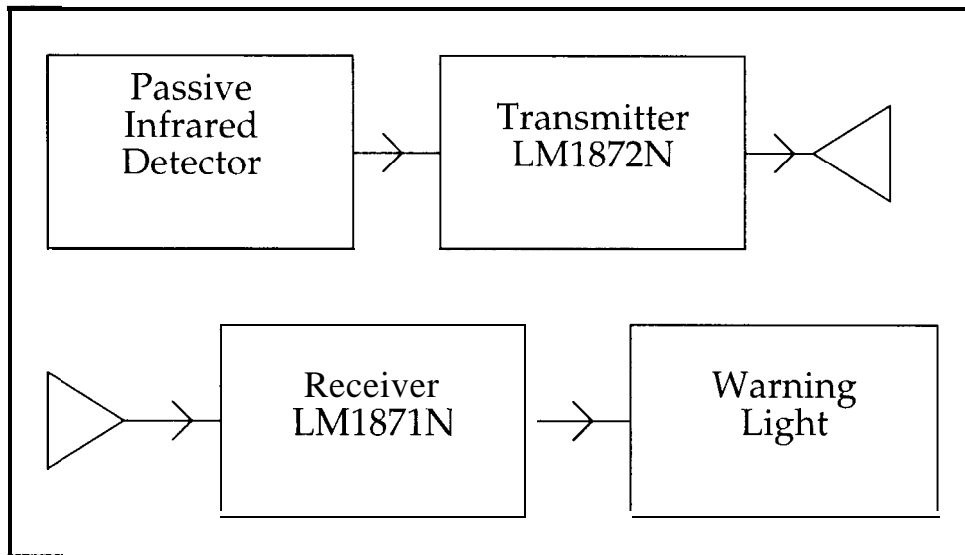 Passive
Infrared
Detector
Transmitter
LM1872N
Receiver
LM1871N
Warning
Light